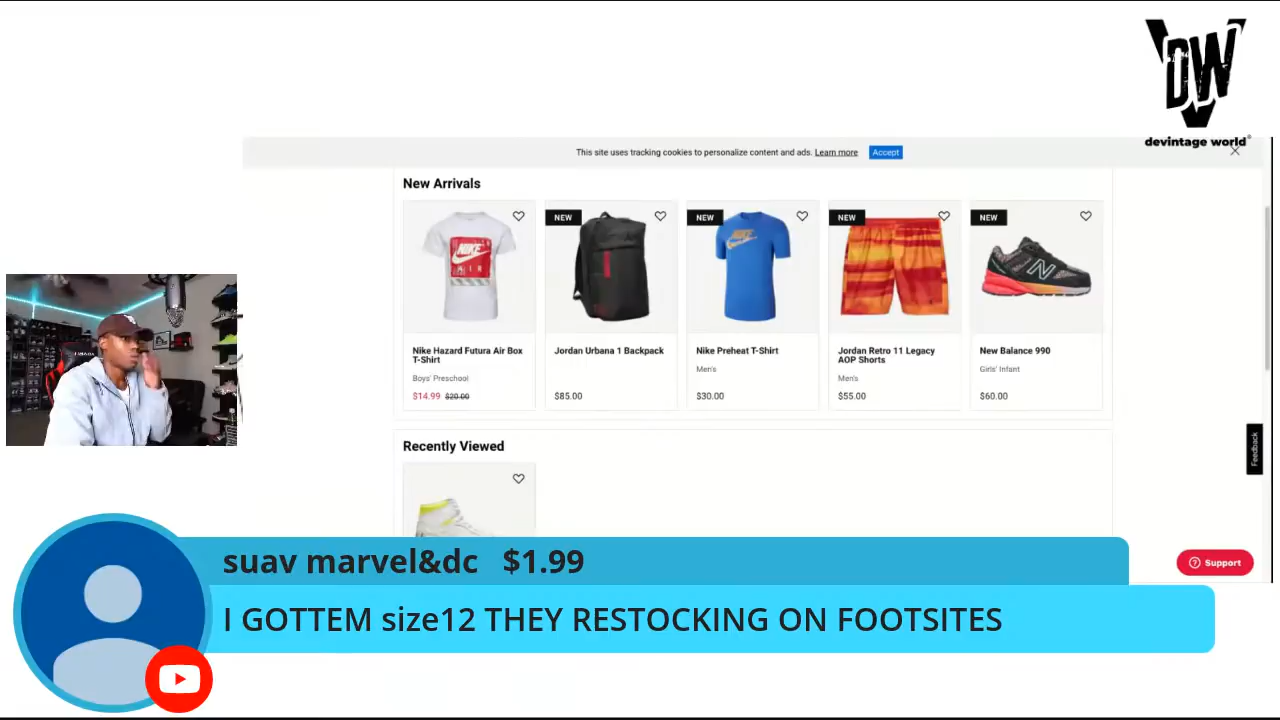 DW
devintage world®
This site uses tracking cookies to personalize content and ads. Learn more Accept
New Arrivals
NEW
NEW
NEW
NEW
NIKE
AIR
NIKE
N
Nike Hazard Futura Air Box
T-Shirt
Boys' Preschool
$14.99 $20.00
Jordan Urbana 1 Backpack
$85.00
Nike Preheat T-Shirt
Men's
$30.00
Jordan Retro 11 Legacy
AOP Shorts
Men's
$55.00
New Balance 990
Girls' Infant
$60.00
Recently Viewed
Feedback
Support
suav marvel&dc $1.99
I GOTTEM size12 THEY RESTOCKING ON FOOTSITES